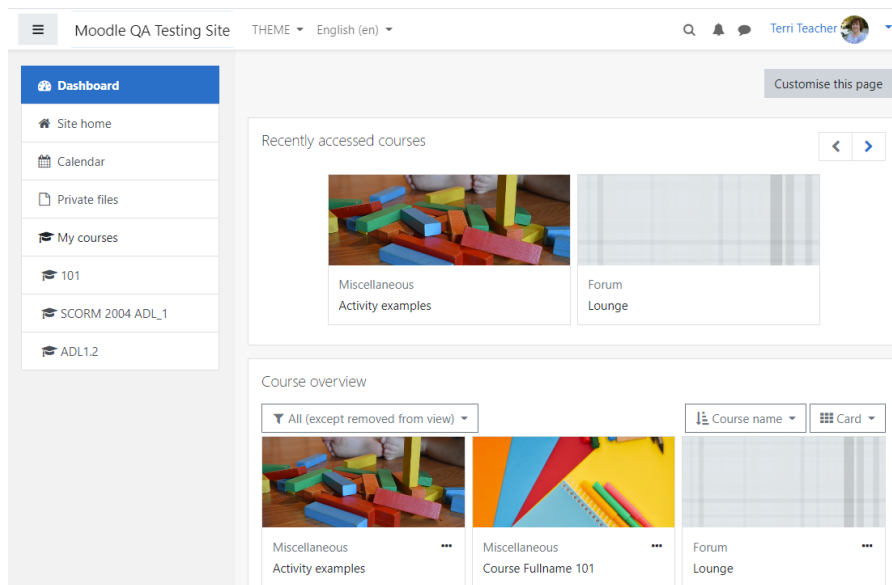 Moodle QA Testing Site THEME English (en) Terri Teacher
Dashboard
Site home
Calendar
Private files
My courses
101
SCORM 2004 ADL_1
ADL1.2
Customise this page
Recently accessed courses
Miscellaneous
Activity examples
Forum
Lounge
Course overview
All (except removed from view) Course name Card
Miscellaneous ...
Activity examples
Miscellaneous ...
Course Fullname 101
Forum ...
Lounge